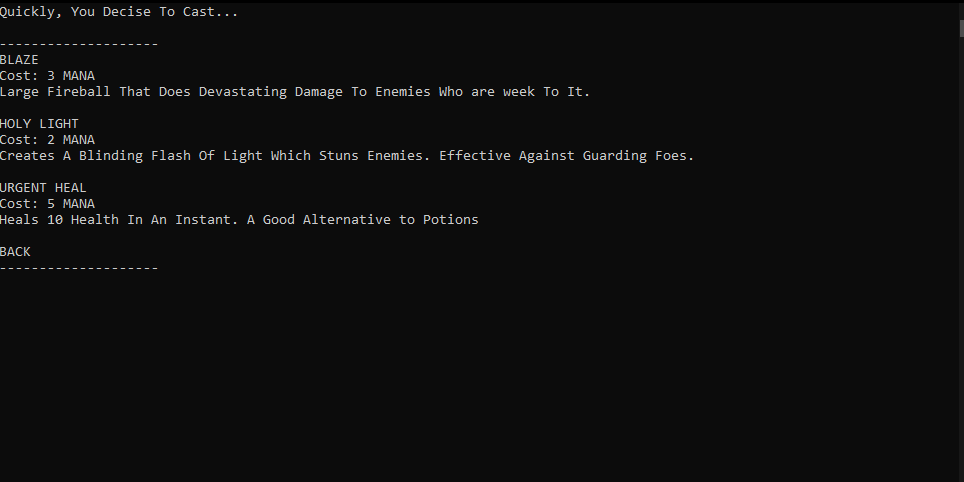 Quickly, You Decise To Cast...
--------------------
BLAZE
Cost: 3 MANA
Large Fireball That Does Devastating Damage To Enemies Who are week To It.
HOLY LIGHT
Cost: 2 MANA
Creates A Blinding Flash Of Light Which Stuns Enemies. Effective Against Guarding Foes.
URGENT HEAL
Cost: 5 MANA
Heals 10 Health In An Instant. A Good Alternative to Potions
BACK
--------------------